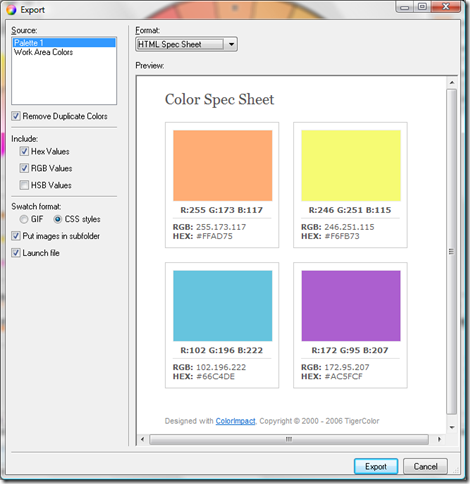 Export
Source:
Palette 1
Work Area Colors
Remove Duplicate Colors
Include:
Hex Values
RGB Values
HSB Values
Swatch format:
GIF
CSS styles
Put images in subfolder
Launch file
Format:
HTML Spec Sheet
Preview:
Color Spec Sheet
R:255 G:173 B:117
RGB: 255.173.117
HEX: #FFAD75
R:246 G:251 B:115
RGB: 246.251.115
HEX: #F6FB73
R:102 G:196 B:222
RGB: 102.196.222
HEX: #66C4DE
R:172 G:95 B:207
RGB: 172.95.207
HEX: #AC5FCF
Designed with ColorImpact, Copyright © 2000 - 2006 TigerColor
Export
Cancel